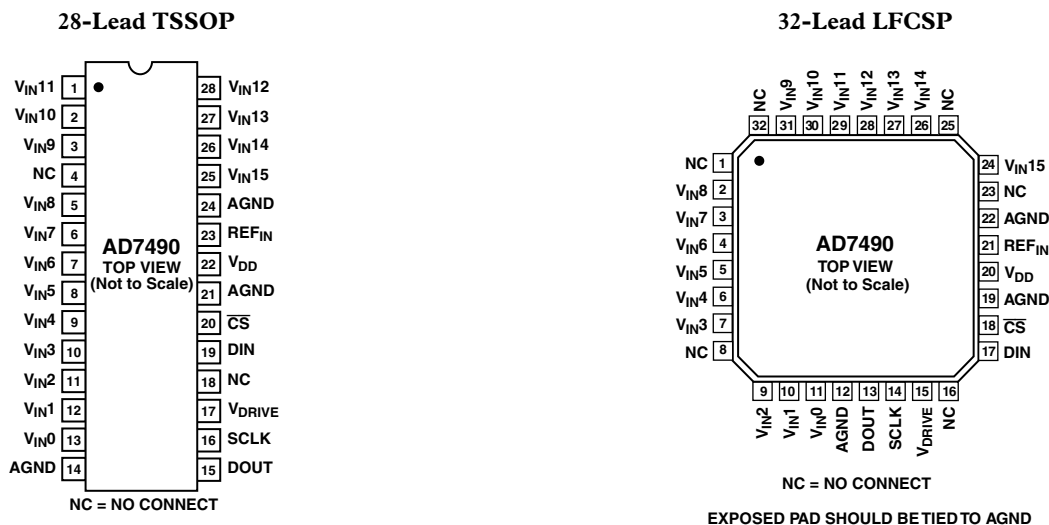 28-Lead TSSOP
VIN11 1
VIN10 2
VIN9 3
NC 4
VIN8 5
VIN7 6
VIN6 7
VIN5 8
VIN4 9
VIN3 10
VIN2 11
VIN1 12
VIN0 13
AGND 14
AD7490
TOP VIEW
(Not to Scale)
28 VIN12
27 VIN13
26 VIN14
25 VIN15
24 AGND
23 REFIN
22 VDD
21 AGND
20 CS
19 DIN
18 NC
17 VDRIVE
16 SCLK
15 DOUT
NC = NO CONNECT
32-Lead LFCSP
NC VIN9 VIN10 VIN11 VIN12 VIN13 VIN14 NC
32 31 30 29 28 27 26 25
NC 1
VIN8 2
VIN7 3
VIN6 4
VIN5 5
VIN4 6
VIN3 7
NC 8
AD7490
TOP VIEW
(Not to Scale)
24 VIN15
23 NC
22 AGND
21 REFIN
20 VDD
19 AGND
18 CS
17 DIN
9 10 11 12 13 14 15 16
VIN2 VIN1 VIN0 AGND DOUT SCLK VDRIVE NC
NC = NO CONNECT
EXPOSED PAD SHOULD BE TIED TO AGND